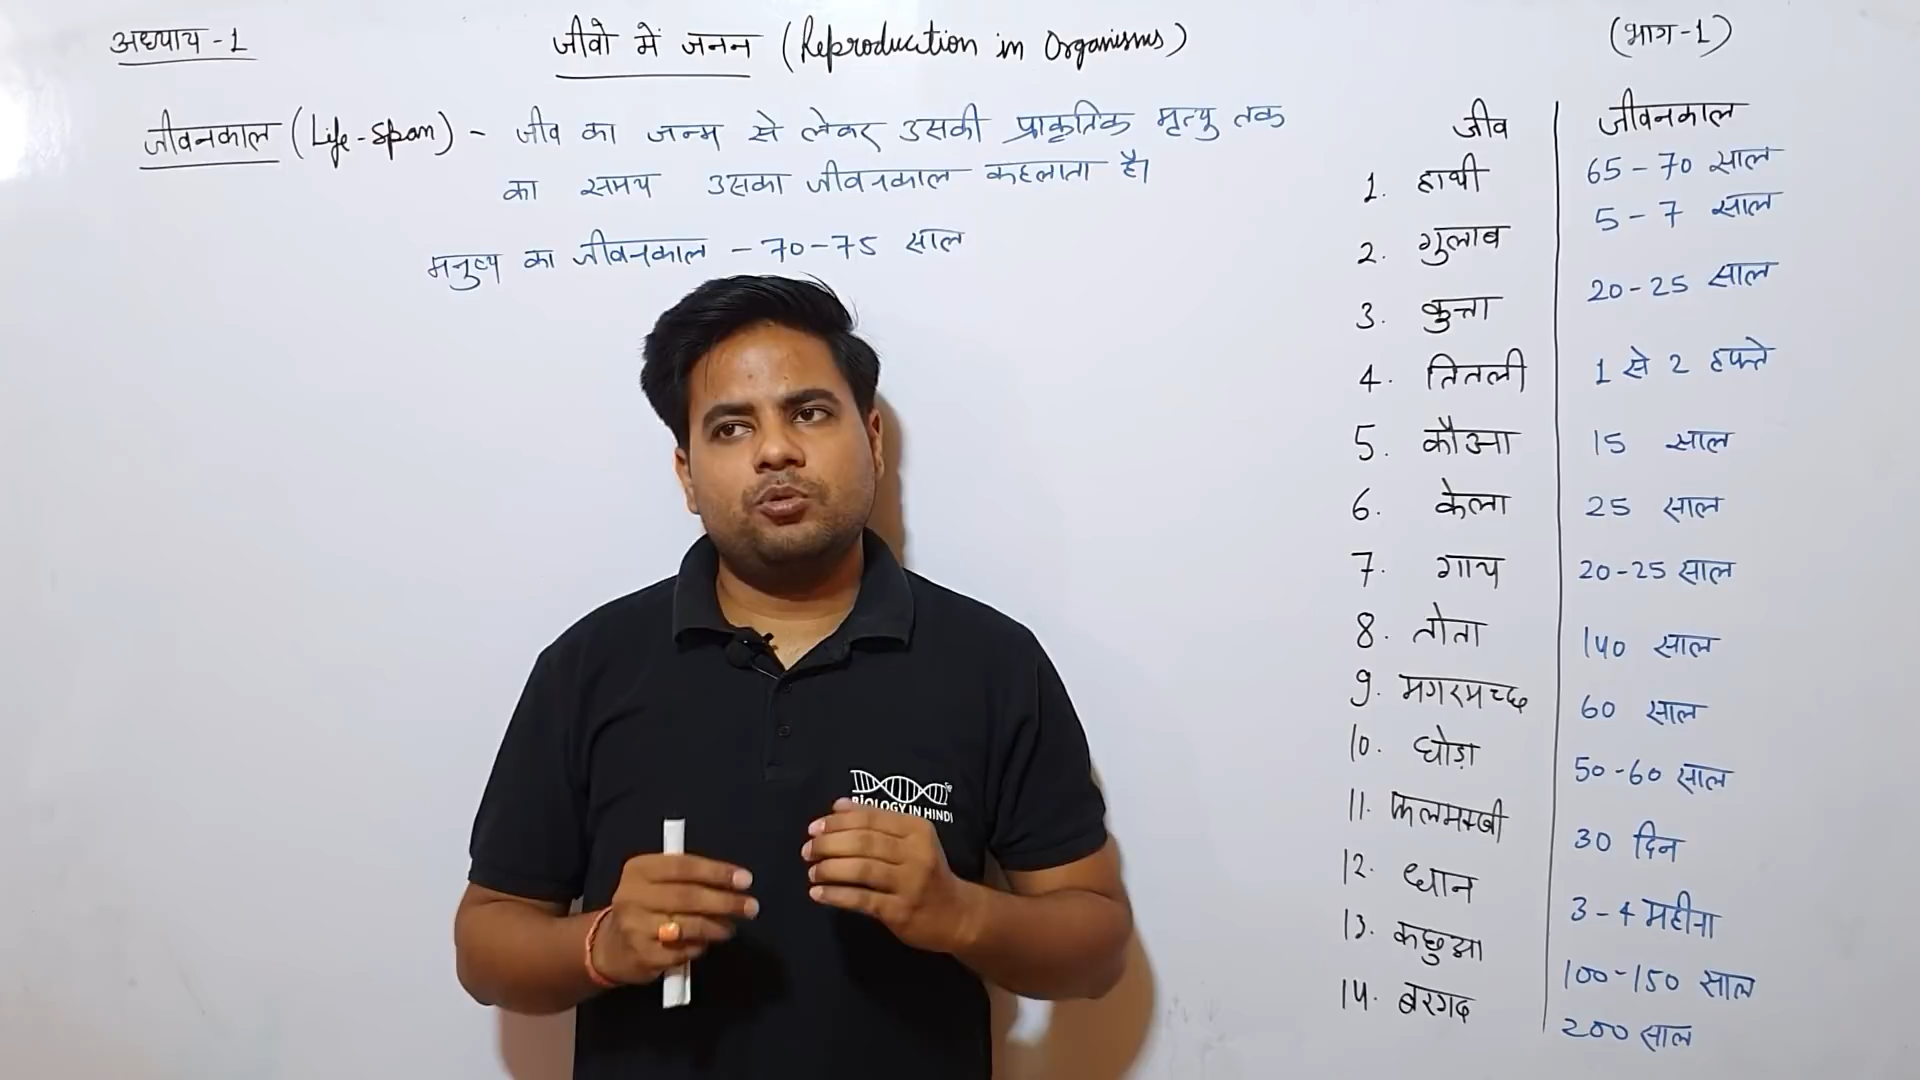 अध्याय - 1
जीवो में जनन (Reproduction in Organisms)
(भाग-1)
जीवनकाल (Life-Span) - जीव का जन्म से लेकर उसकी प्राकृतिक मृत्यु तक
का समय उसका जीवनकाल कहलाता है।
मनुष्य का जीवनकाल - 70-75 साल
जीव जीवनकाल
1. हाथी 65-70 साल
2. गुलाब 5-7 साल
3. कुत्ता 20-25 साल
4. तितली 1 से 2 हफ्ते
5. कौआ 15 साल
6. केला 25 साल
7. गाय 20-25 साल
8. तोता 140 साल
9. मगरमच्छ 60 साल
10. घोड़ा 50-60 साल
11. फलमक्खी 30 दिन
12. धान 3-4 महीना
13. कछुआ 100-150 साल
14. बरगद 200 साल
BIOLOGY IN HINDI